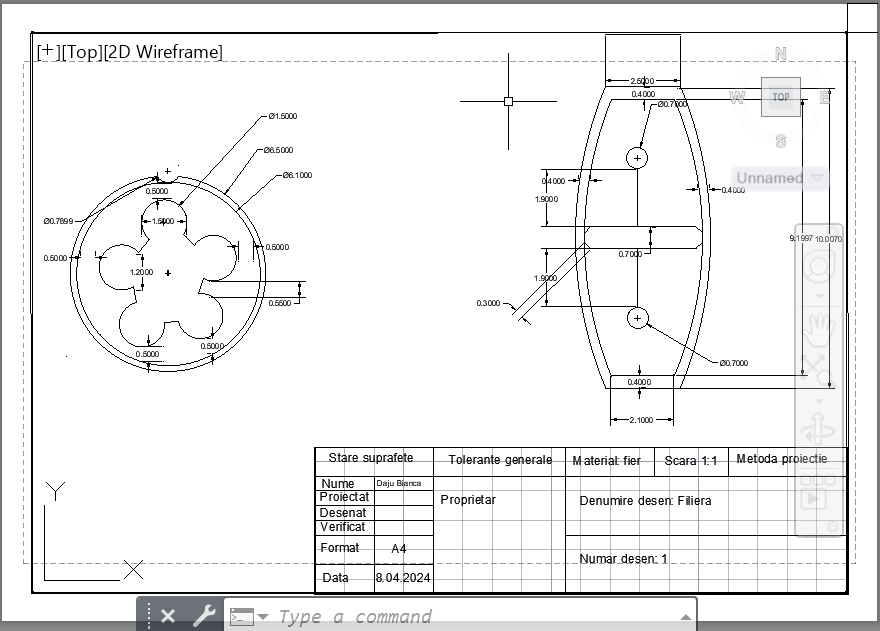 [+][Top][2D Wireframe]
N
W
TOP
E
S
Unnamed
Ø1.5000
Ø6.5000
Ø6.1000
0.5000
Ø0.7899
0.5000
0.5000
1.2000
0.5500
0.5000
0.5000
2.5000
0.4000
0.4000
0.4000
1.9000
9.1997
10.0070
0.7000
1.9000
0.3000
Ø0.7000
0.4000
2.1000
Stare suprafete
Tolerante generale
Material: fier
Scara 1:1
Metoda proiectie
Nume
Daju Bianca
Proiectat
Proprietar
Denumire desen: Filiera
Desenat
Verificat
Format
A4
Numar desen: 1
Data
8.04.2024
Y
X
Type a command